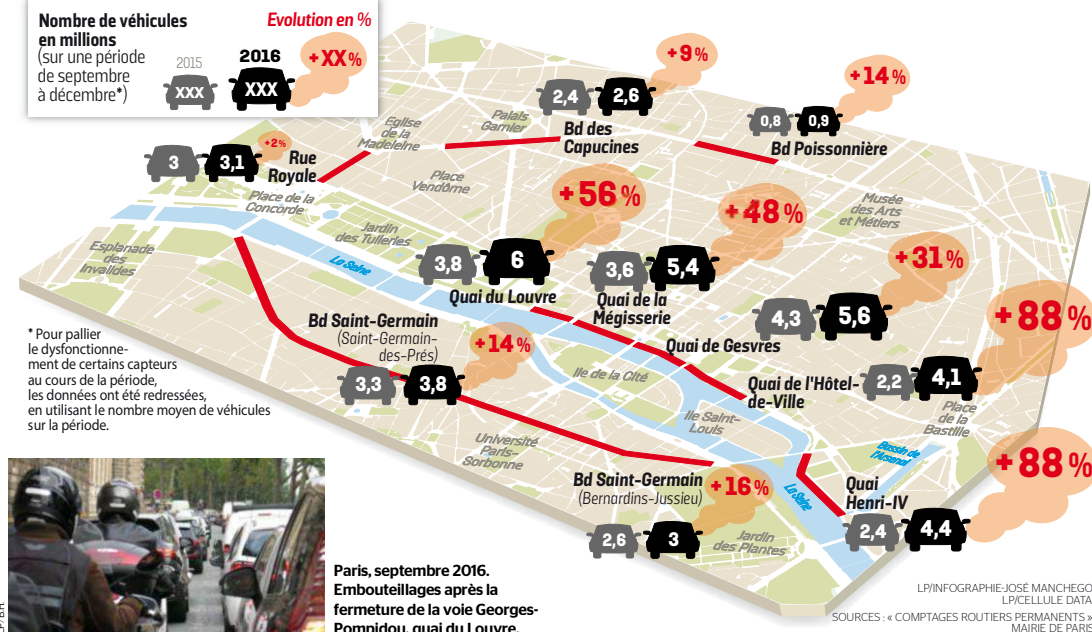 Nombre de véhicules
en millions
(sur une période
de septembre
à décembre*)
2015
XXX
2016
XXX
Evolution en %
+XX%
3
3,1
+2%
Rue
Royale
Eglise
de la
Madeleine
Palais
Garnier
2,4
2,6
+9%
Bd des
Capucines
0,8
0,9
+14%
Bd Poissonnière
Place
Vendôme
Place de la
Concorde
Jardin
des Tuileries
Esplanade
des
Invalides
La Seine
3,8
6
+56%
Quai du Louvre
3,6
5,4
+48%
Quai de la
Mégisserie
Musée
des Arts
et Métiers
4,3
5,6
+31%
Quai de Gesvres
2,2
4,1
+88%
Quai de l'Hôtel-
de-Ville
Place
de la
Bastille
Bd Saint-Germain
(Saint-Germain-
des-Prés)
3,3
3,8
+14%
Ile de la Cité
Ile Saint-
Louis
Université
Paris-
Sorbonne
Bd Saint-Germain
(Bernardins-Jussieu)
2,6
3
+16%
Jardin
des Plantes
La Seine
Bassin de
l'Arsenal
Quai
Henri-IV
2,4
4,4
+88%
* Pour pallier
le dysfonctionne-
ment de certains capteurs
au cours de la période,
les données ont été redressées,
en utilisant le nombre moyen de véhicules
sur la période.
Paris, septembre 2016.
Embouteillages après la
fermeture de la voie Georges-
Pompidou, quai du Louvre.
LP/INFOGRAPHIE-JOSÉ MANCHEGO
LP/CELLULE DATA
SOURCES : « COMPTAGES ROUTIERS PERMANENTS »
MAIRIE DE PARIS